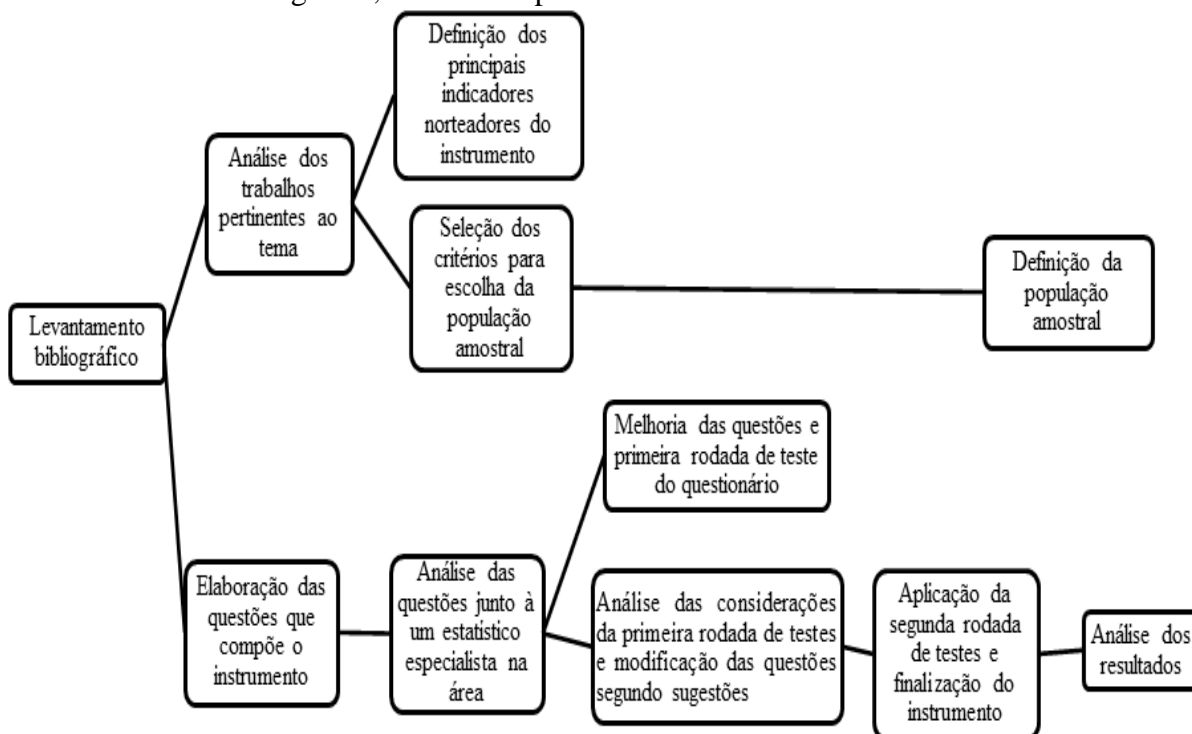 Definição dos
principais
indicadores
norteadores do
instrumento
Análise dos
trabalhos
pertinentes ao
tema
Seleção dos
critérios para
escolha da
população
amostral
Definição da
população
amostral
Levantamento
bibliográfico
Melhoria das questões e
primeira rodada de teste
do questionário
Elaboração das
questões que
compõe o
instrumento
Análise das
questões junto à
um estatístico
especialista na
área
Análise das considerações
da primeira rodada de testes
e modificação das questões
segundo sugestões
Aplicação da
segunda rodada
de testes e
finalização do
instrumento
Análise dos
resultados